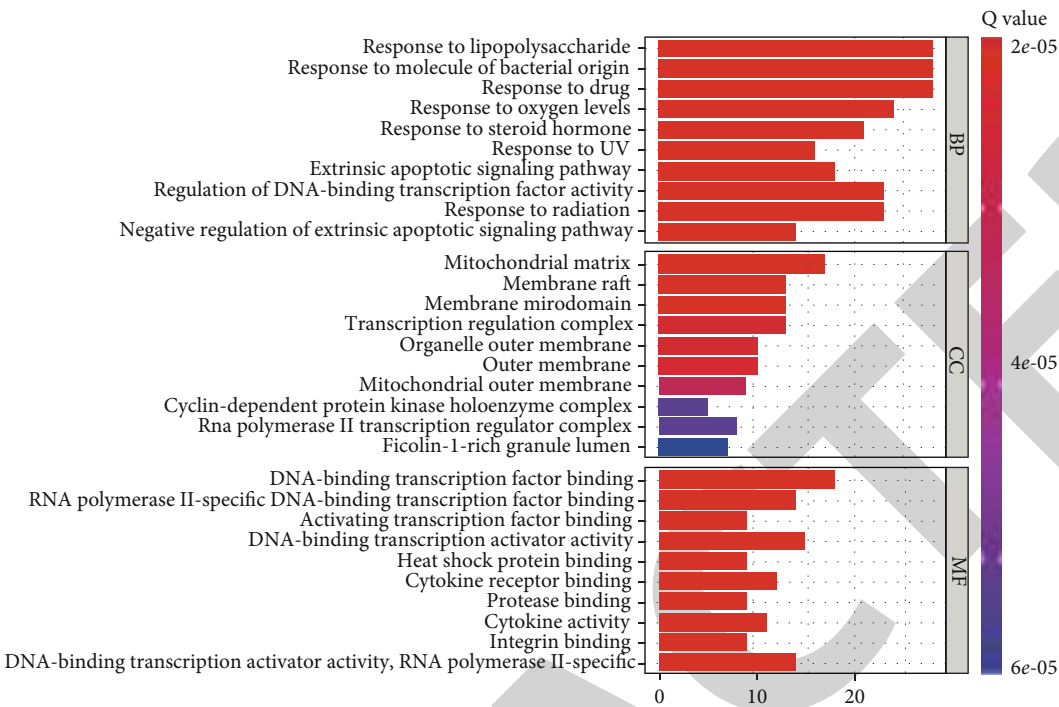 Q value
2e-05
4e-05
6e-05
Response to lipopolysaccharide
Response to molecule of bacterial origin
Response to drug
Response to oxygen levels
Response to steroid hormone
Response to UV
Extrinsic apoptotic signaling pathway
Regulation of DNA-binding transcription factor activity
Response to radiation
Negative regulation of extrinsic apoptotic signaling pathway
BP
Mitochondrial matrix
Membrane raft
Membrane mirodomain
Transcription regulation complex
Organelle outer membrane
Outer membrane
Mitochondrial outer membrane
Cyclin-dependent protein kinase holoenzyme complex
Rna polymerase II transcription regulator complex
Ficolin-1-rich granule lumen
CC
DNA-binding transcription factor binding
RNA polymerase II-specific DNA-binding transcription factor binding
Activating transcription factor binding
DNA-binding transcription activator activity
Heat shock protein binding
Cytokine receptor binding
Protease binding
Cytokine activity
Integrin binding
DNA-binding transcription activator activity, RNA polymerase II-specific
MF
0 10 20